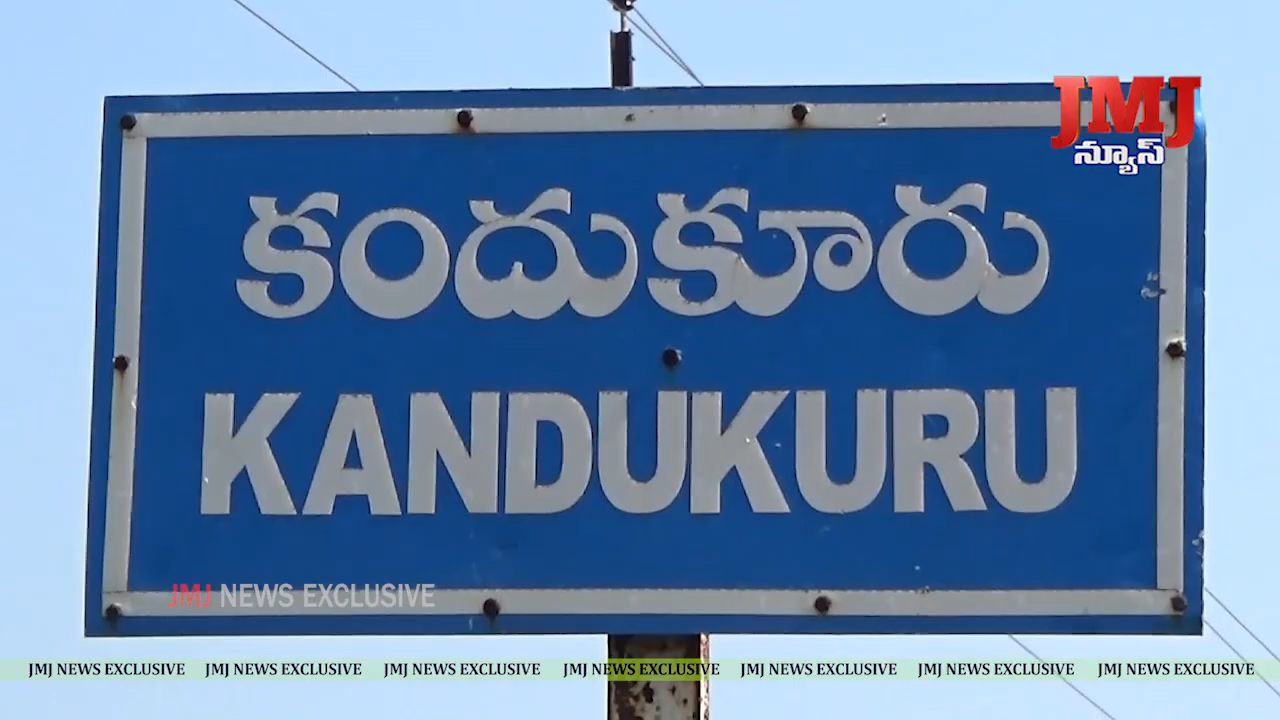 JMJ
న్యూస్
కందుకూరు
KANDUKURU
JMJ NEWS EXCLUSIVE
JMJ NEWS EXCLUSIVE JMJ NEWS EXCLUSIVE JMJ NEWS EXCLUSIVE JMJ NEWS EXCLUSIVE JMJ NEWS EXCLUSIVE JMJ NEWS EXCLUSIVE JMJ NEWS EXCLUSIVE